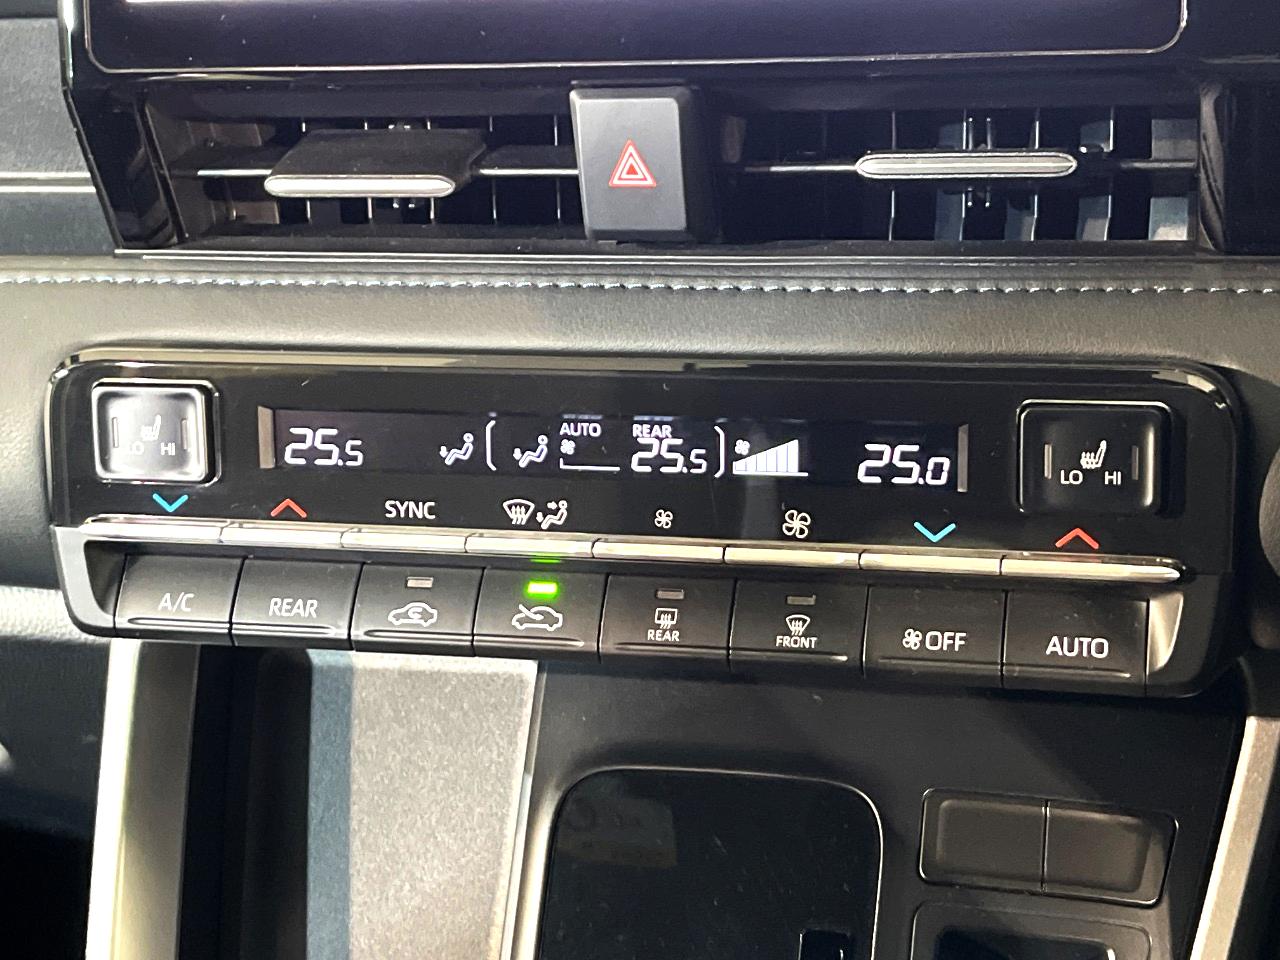 LO HI
25.5
AUTO
REAR
25.5
25.0
LO HI
SYNC
A/C
REAR
REAR
FRONT
OFF
AUTO